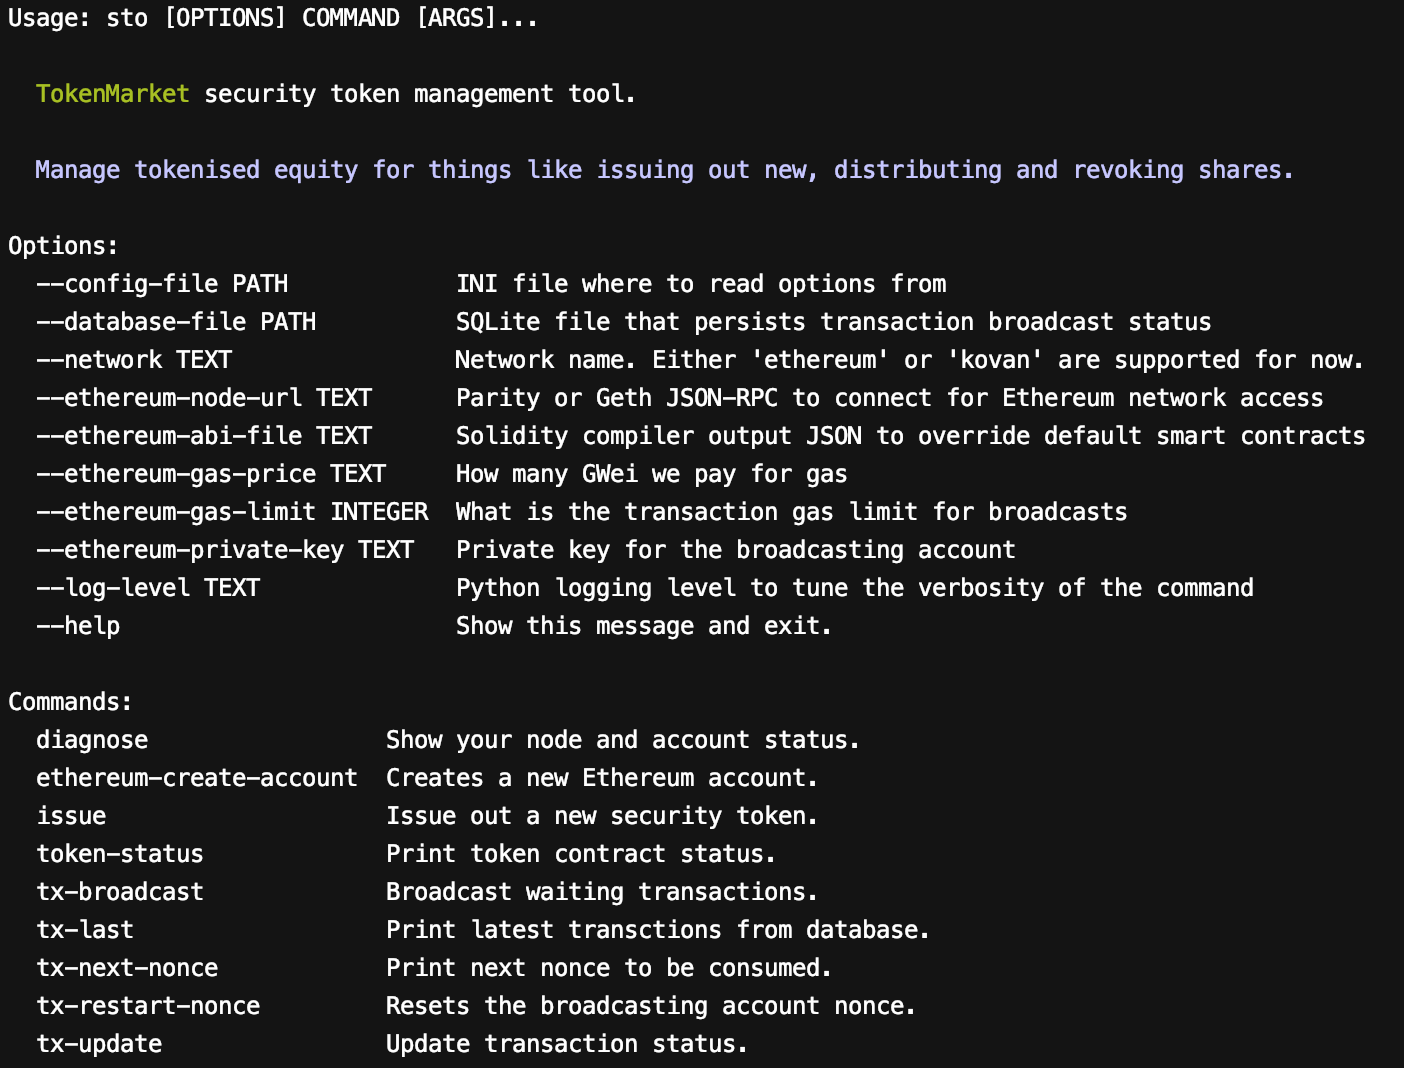 Usage: sto [OPTIONS] COMMAND [ARGS]...
TokenMarket security token management tool.
Manage tokenised equity for things like issuing out new, distributing and revoking shares.
Options:
--config-file PATH INI file where to read options from
--database-file PATH SQLite file that persists transaction broadcast status
--network TEXT Network name. Either 'ethereum' or 'kovan' are supported for now.
--ethereum-node-url TEXT Parity or Geth JSON-RPC to connect for Ethereum network access
--ethereum-abi-file TEXT Solidity compiler output JSON to override default smart contracts
--ethereum-gas-price TEXT How many GWei we pay for gas
--ethereum-gas-limit INTEGER What is the transaction gas limit for broadcasts
--ethereum-private-key TEXT Private key for the broadcasting account
--log-level TEXT Python logging level to tune the verbosity of the command
--help Show this message and exit.
Commands:
diagnose Show your node and account status.
ethereum-create-account Creates a new Ethereum account.
issue Issue out a new security token.
token-status Print token contract status.
tx-broadcast Broadcast waiting transactions.
tx-last Print latest transctions from database.
tx-next-nonce Print next nonce to be consumed.
tx-restart-nonce Resets the broadcasting account nonce.
tx-update Update transaction status.